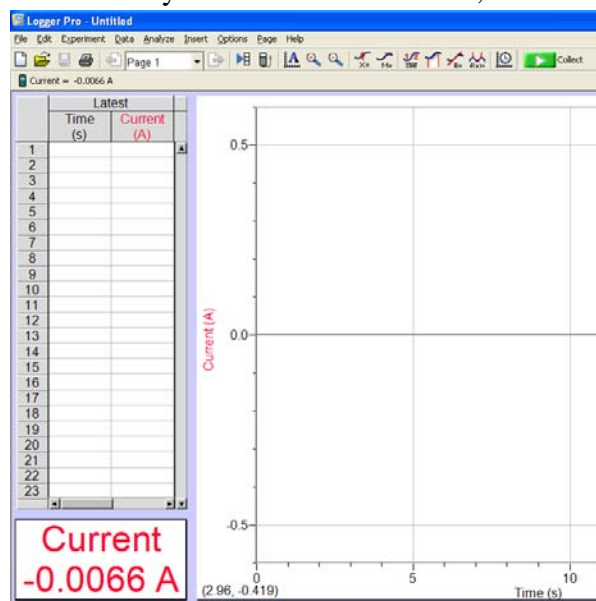 Logger Pro - Untitled
File Edit Experiment Data Analyze Insert Options Page Help
Page 1
Collect
Current = -0.0066 A
Latest
Time Current
(s) (A)
1
2
3
4
5
6
7
8
9
10
11
12
13
14
15
16
17
18
19
20
21
22
23
Current
-0.0066 A
0.5
Current (A)
0.0
-0.5
0 5 10
(2.96, -0.419)
Time (s)